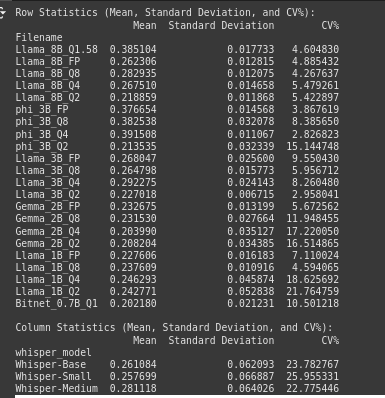 Row Statistics (Mean, Standard Deviation, and CV%):
Mean Standard Deviation CV%
Filename
Llama_8B_Q1.58 0.385104 0.017733 4.604830
Llama_8B_FP 0.262306 0.012815 4.885432
Llama_8B_Q8 0.282935 0.012075 4.267637
Llama_8B_Q4 0.267510 0.014658 5.479261
Llama_8B_Q2 0.218859 0.011868 5.422897
phi_3B_FP 0.376654 0.014568 3.867619
phi_3B_Q8 0.382538 0.032078 8.385650
phi_3B_Q4 0.391508 0.011067 2.826823
phi_3B_Q2 0.213535 0.032339 15.144748
Llama_3B_FP 0.268047 0.025600 9.550430
Llama_3B_Q8 0.264798 0.015773 5.956712
Llama_3B_Q4 0.292275 0.024143 8.260480
Llama_3B_Q2 0.227018 0.006715 2.958041
Gemma_2B_FP 0.232675 0.013199 5.672562
Gemma_2B_Q8 0.231530 0.027664 11.948455
Gemma_2B_Q4 0.203990 0.035127 17.220050
Gemma_2B_Q2 0.208204 0.034385 16.514865
Llama_1B_FP 0.227606 0.016183 7.110024
Llama_1B_Q8 0.237609 0.010916 4.594065
Llama_1B_Q4 0.246293 0.045874 18.625692
Llama_1B_Q2 0.242771 0.052838 21.764759
Bitnet_0.7B_Q1 0.202180 0.021231 10.501218
Column Statistics (Mean, Standard Deviation, and CV%):
Mean Standard Deviation CV%
whisper_model
Whisper-Base 0.261084 0.062093 23.782767
Whisper-Small 0.257699 0.066887 25.955331
Whisper-Medium 0.281118 0.064026 22.775446